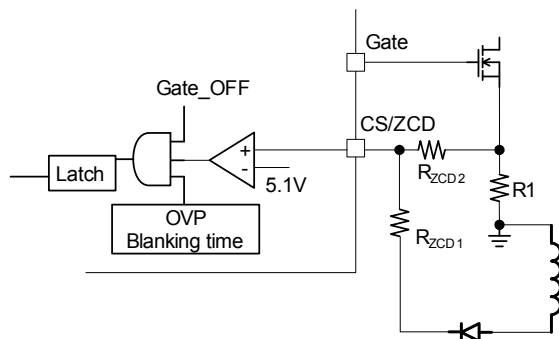 Gate
Gate_OFF
CS/ZCD
+
-
5.1V
RZCD2
R1
Latch
OVP
Blanking time
RZCD1